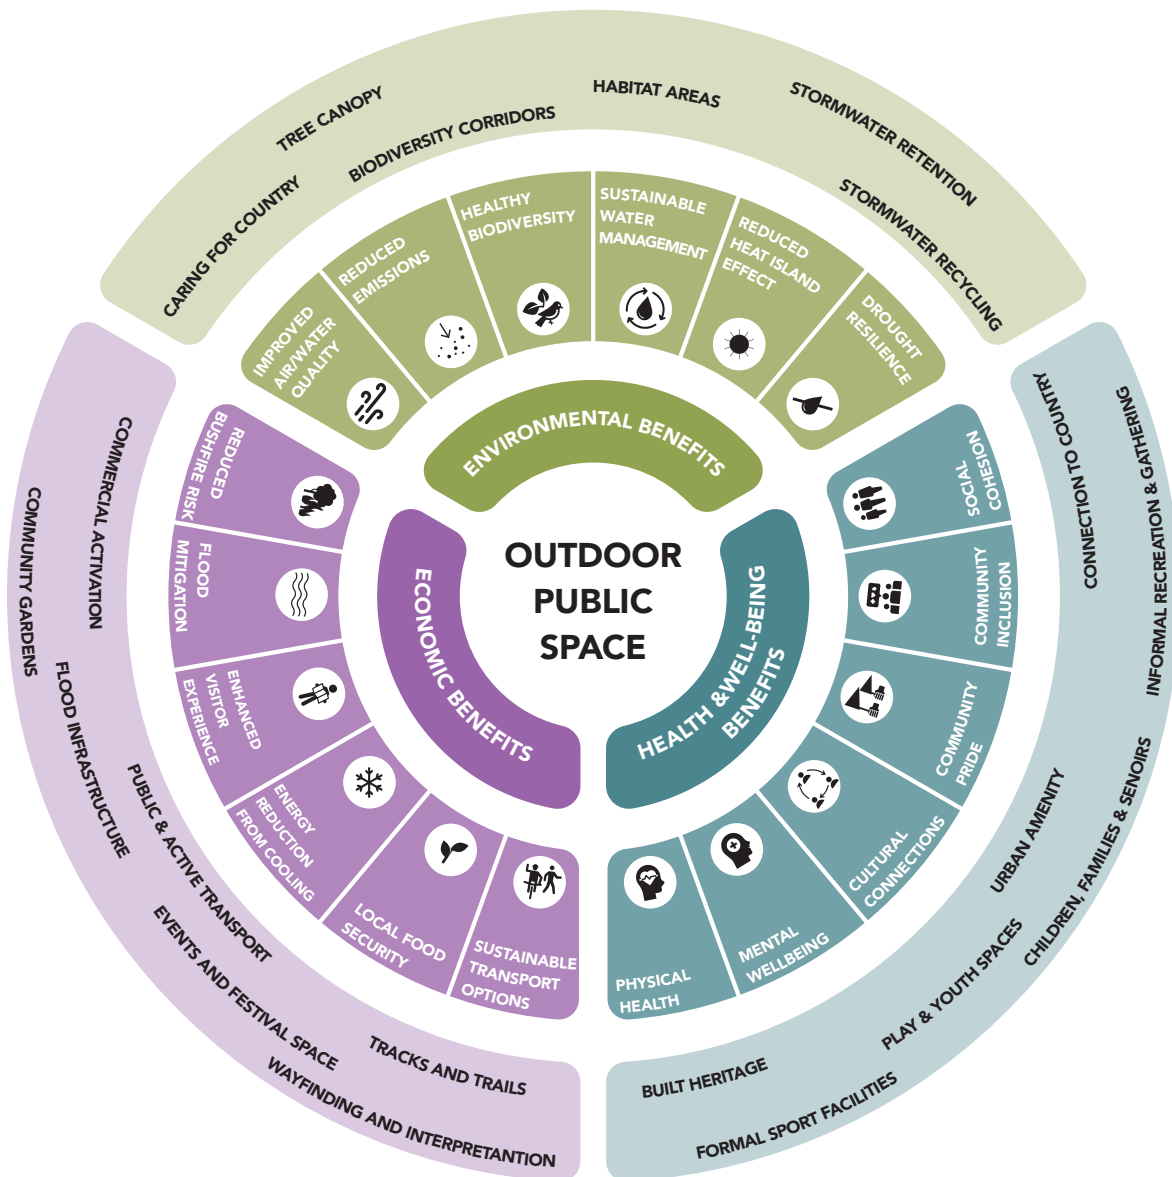 OUTDOOR
PUBLIC
SPACE
ENVIRONMENTAL BENEFITS
IMPROVED
AIR/WATER
QUALITY
REDUCED
EMISSIONS
HEALTHY
BIODIVERSITY
SUSTAINABLE
WATER
MANAGEMENT
REDUCED
HEAT ISLAND
EFFECT
DROUGHT
RESILIENCE
CARING FOR COUNTRY
TREE CANOPY
BIODIVERSITY CORRIDORS
HABITAT AREAS
STORMWATER RETENTION
STORMWATER RECYCLING
HEALTH &WELL-BEING
BENEFITS
SOCIAL
COHESION
COMMUNITY
INCLUSION
COMMUNITY
PRIDE
CULTURAL
CONNECTIONS
MENTAL
WELLBEING
PHYSICAL
HEALTH
CONNECTION TO COUNTRY
INFORMAL RECREATION & GATHERING
URBAN AMENITY
CHILDREN, FAMILIES & SENOIRS
PLAY & YOUTH SPACES
BUILT HERITAGE
FORMAL SPORT FACILITIES
ECONOMIC BENEFITS
REDUCED
BUSHFIRE RISK
FLOOD
MITIGATION
ENHANCED
VISITOR
EXPERIENCE
ENERGY
REDUCTION
FROM COOLING
LOCAL FOOD
SECURITY
SUSTAINABLE
TRANSPORT
OPTIONS
COMMERCIAL ACTIVATION
COMMUNITY GARDENS
FLOOD INFRASTRUCTURE
PUBLIC & ACTIVE TRANSPORT
EVENTS AND FESTIVAL SPACE
TRACKS AND TRAILS
WAYFINDING AND INTERPRETANTION